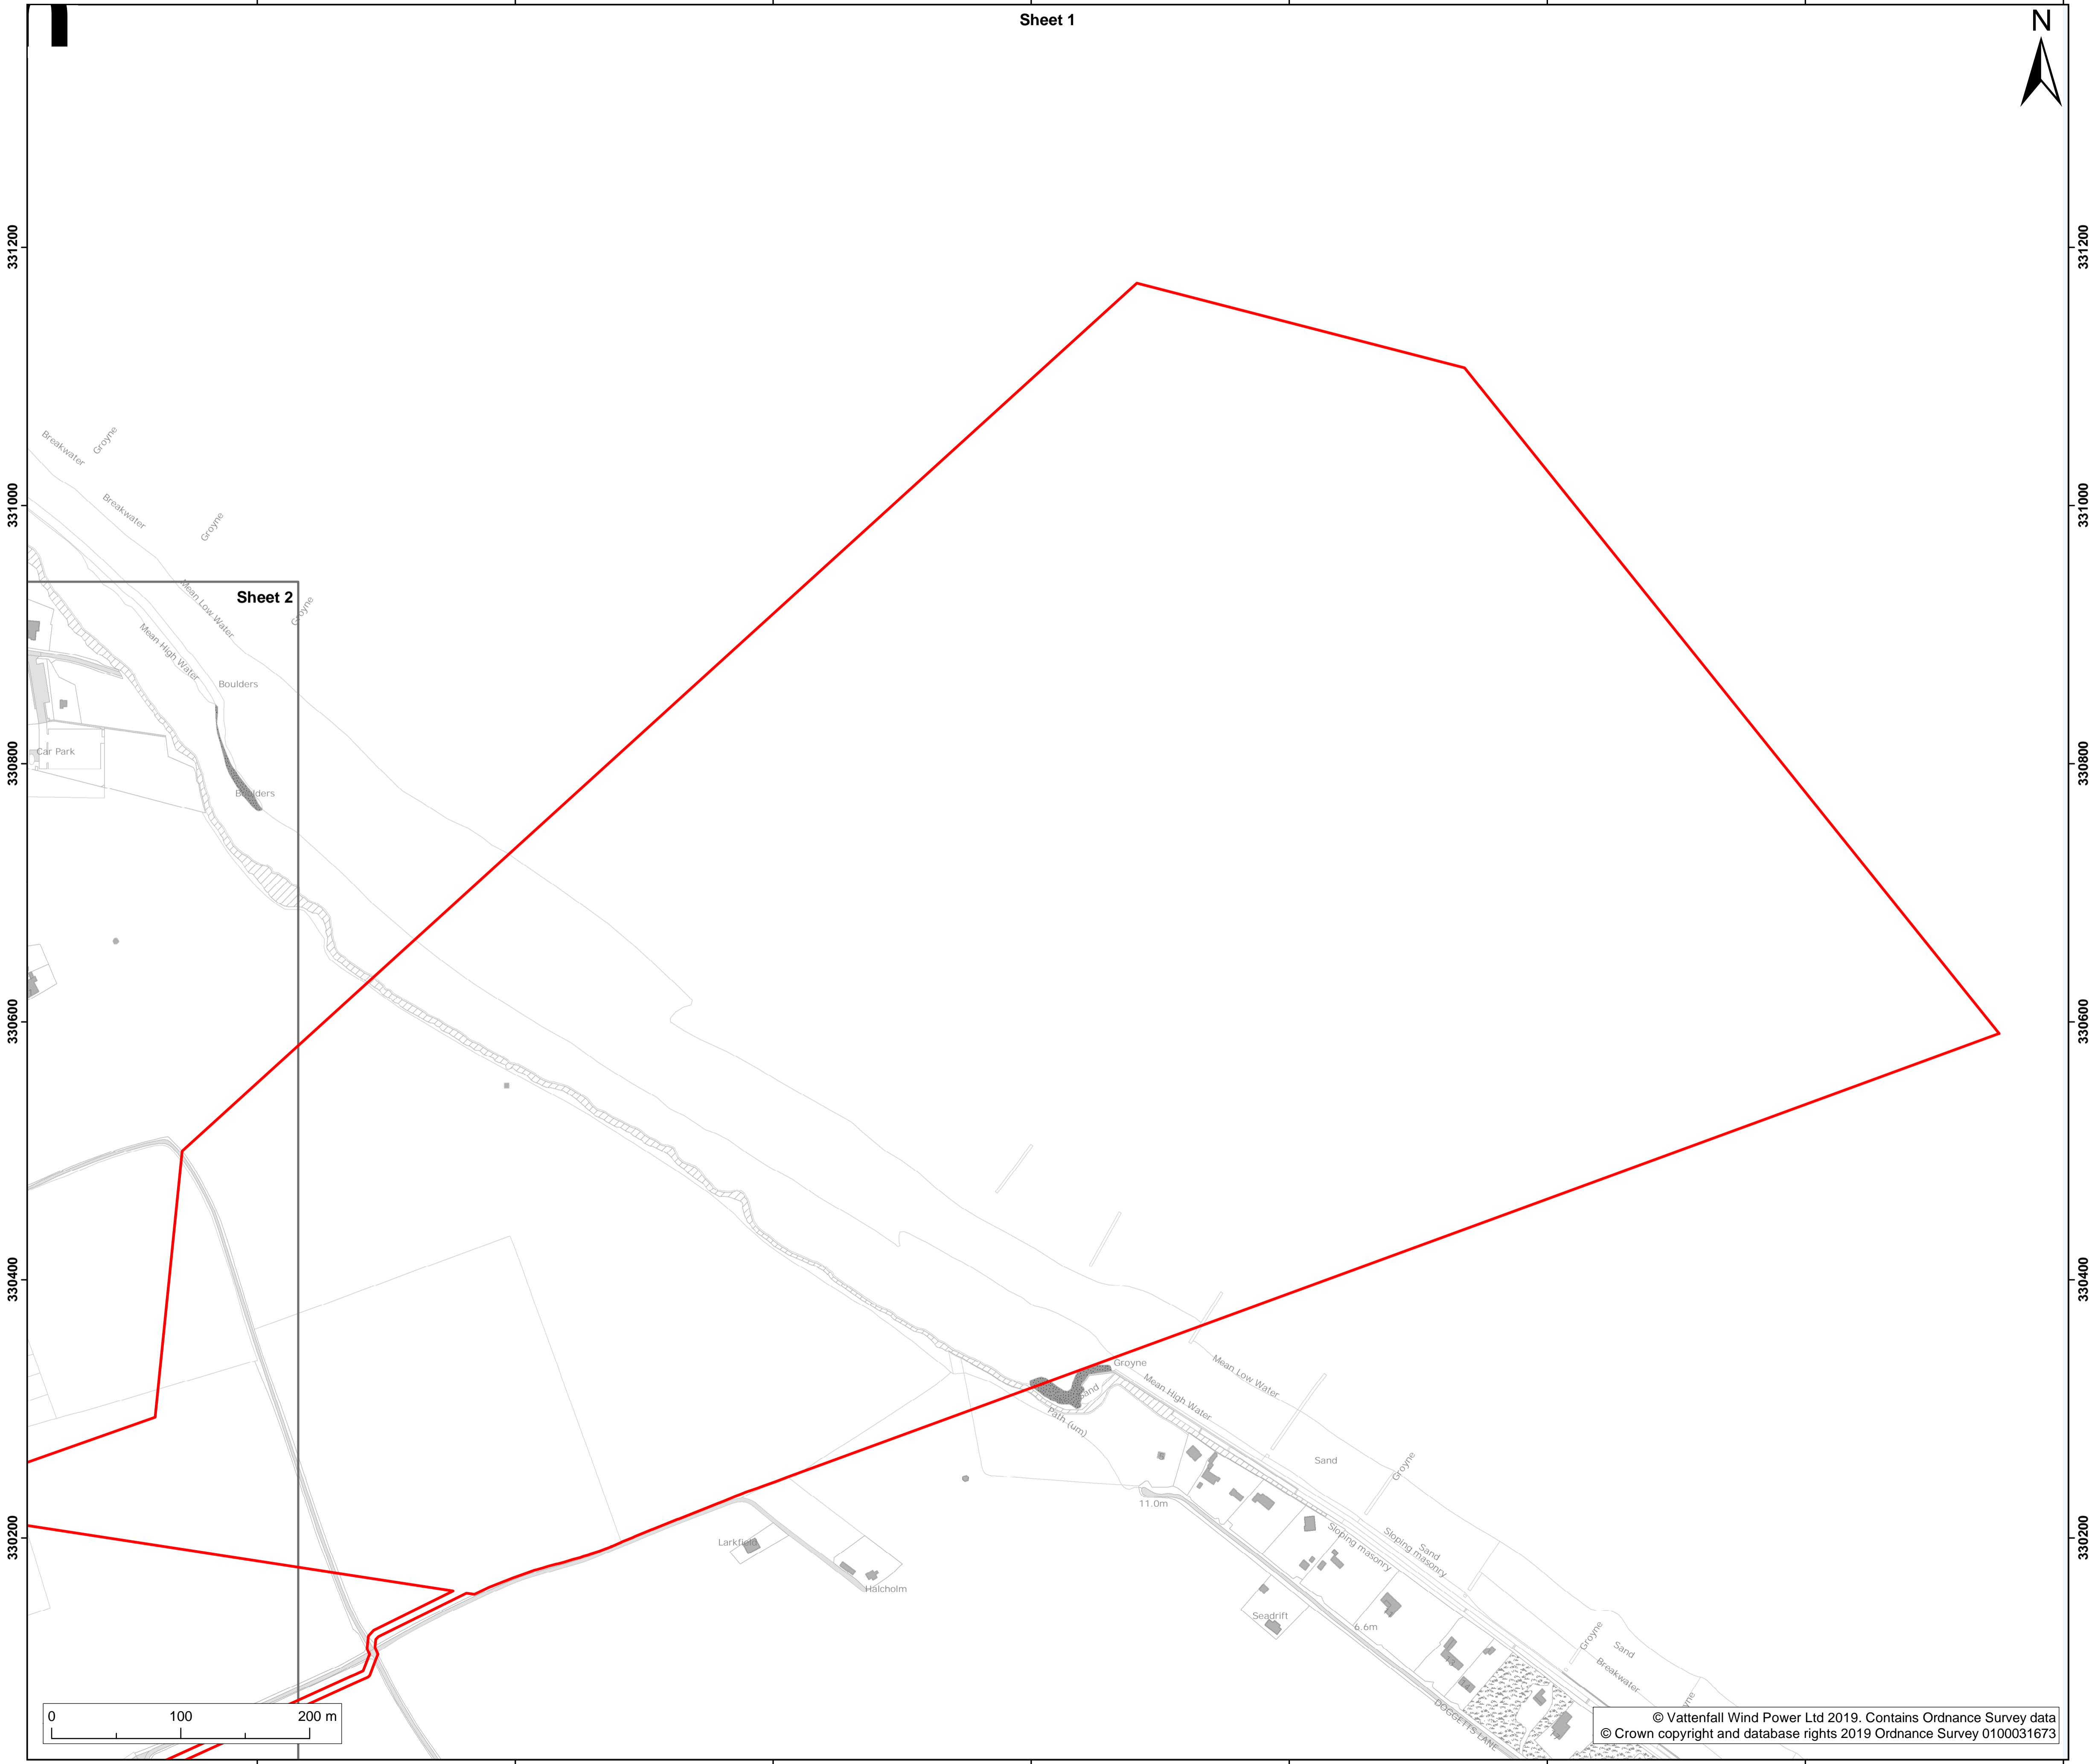 Sheet 1
N
331200
331200
Breakwater
Groyne
Breakwater
Groyne
331000
331000
Mean Low Water
Sheet 2
Groyne
Mean High Water
Boulders
Car Park
330800
330800
Boulders
330600
330600
330400
330400
Groyne
Mean Low Water
Sand
Mean High Water
Path (um)
Sand
Groyne
11.0m
330200
330200
Larkfield
Sloping masonry
Sloping masonry
Sand
Halcholm
Seadrift
6.6m
Groyne
Sand
Breakwater
DOGGETTS LANE
0 100 200 m
© Vattenfall Wind Power Ltd 2019. Contains Ordnance Survey data
© Crown copyright and database rights 2019 Ordnance Survey 0100031673